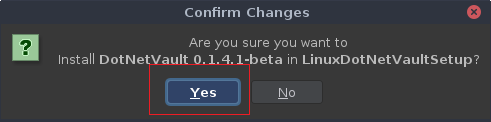 Confirm Changes
Are you sure you want to
Install DotNetVault 0.1.4.1-beta in LinuxDotNetVaultSetup?
Yes No